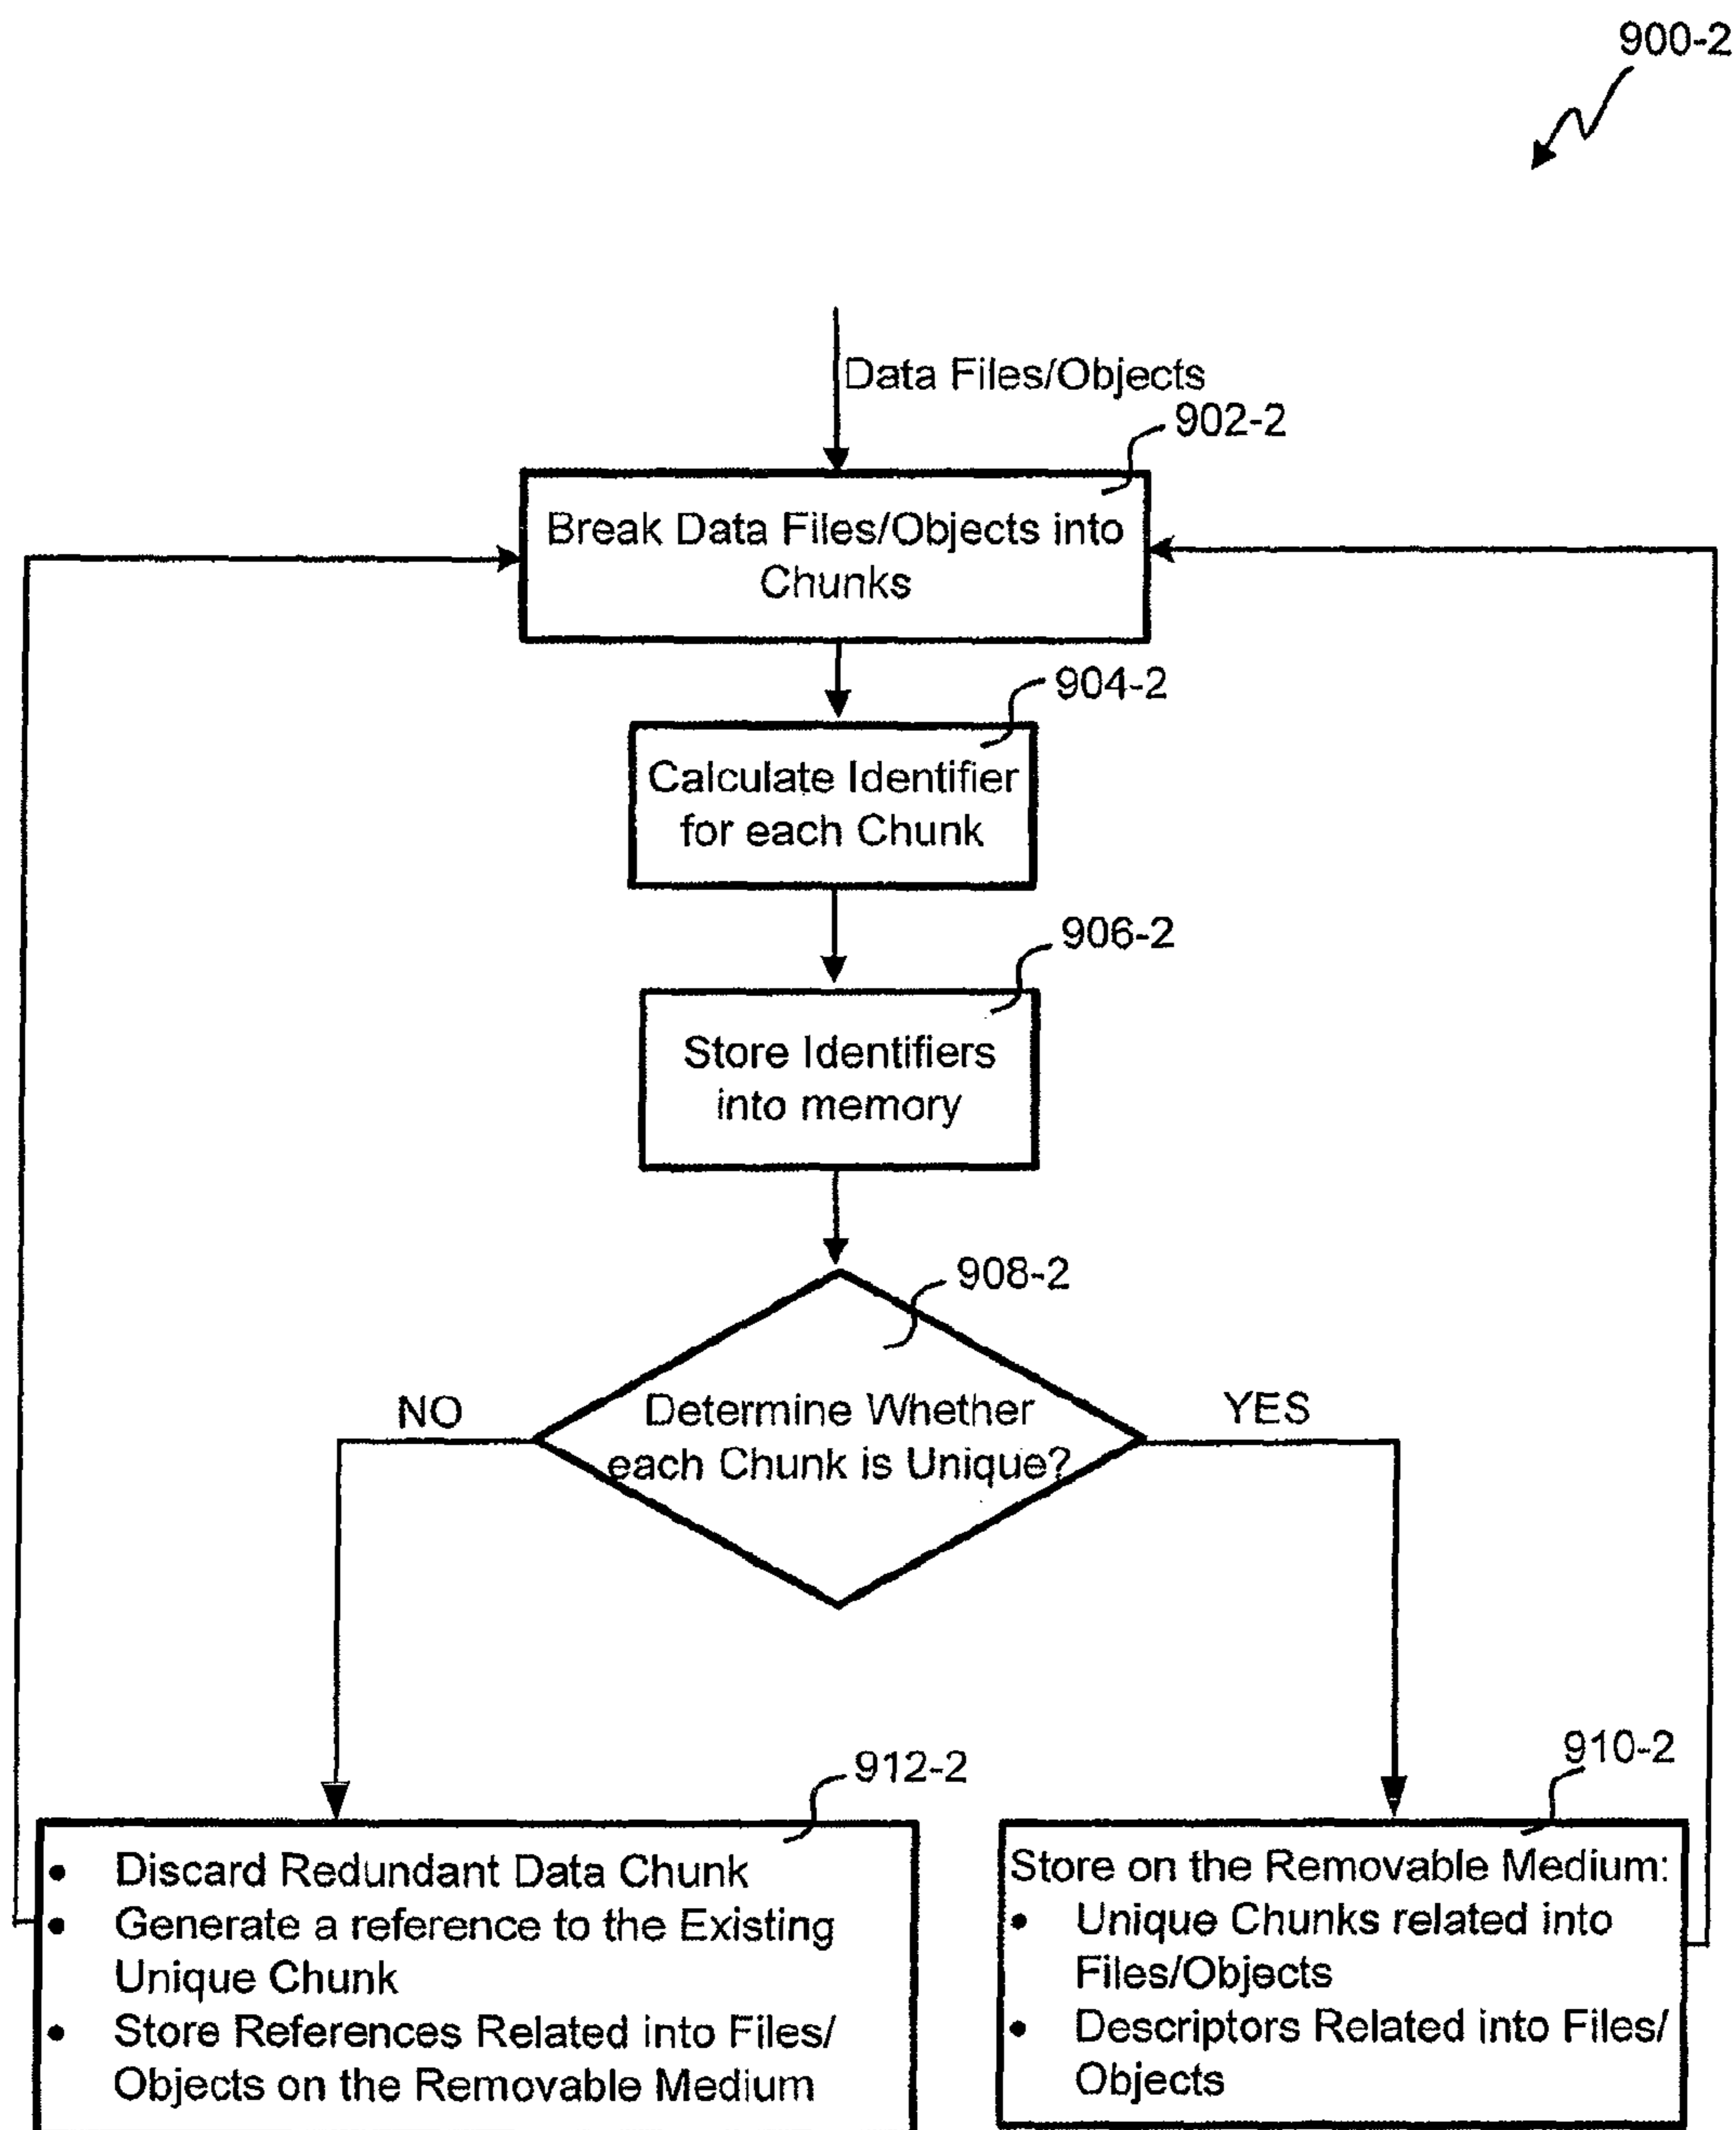 900-2
Data Files/Objects
902-2
Break Data Files/Objects into
Chunks
904-2
Calculate Identifier
for each Chunk
906-2
Store Identifiers
into memory
908-2
Determine Whether
each Chunk is Unique?
NO
YES
912-2
• Discard Redundant Data Chunk
• Generate a reference to the Existing
Unique Chunk
• Store References Related into Files/
Objects on the Removable Medium
910-2
Store on the Removable Medium:
• Unique Chunks related into
Files/Objects
• Descriptors Related into Files/
Objects